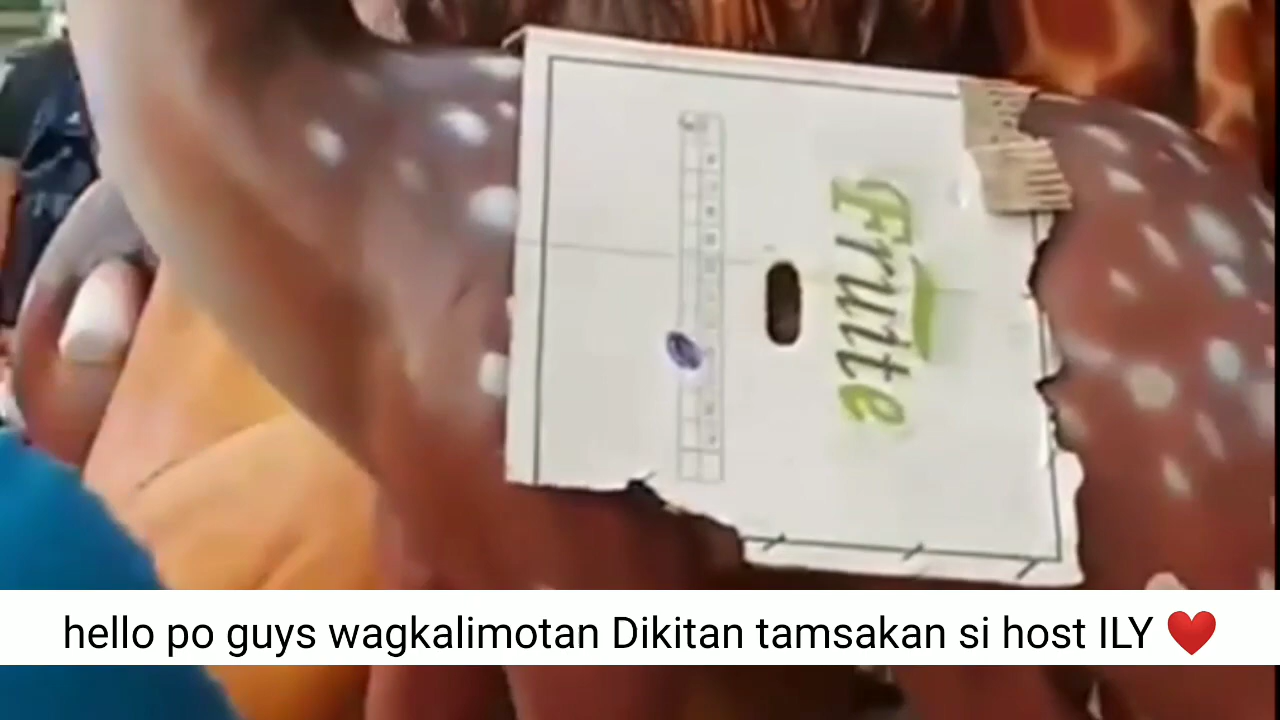 Frutte
hello po guys wagkalimotan Dikitan tamsakan si host ILY ❤️